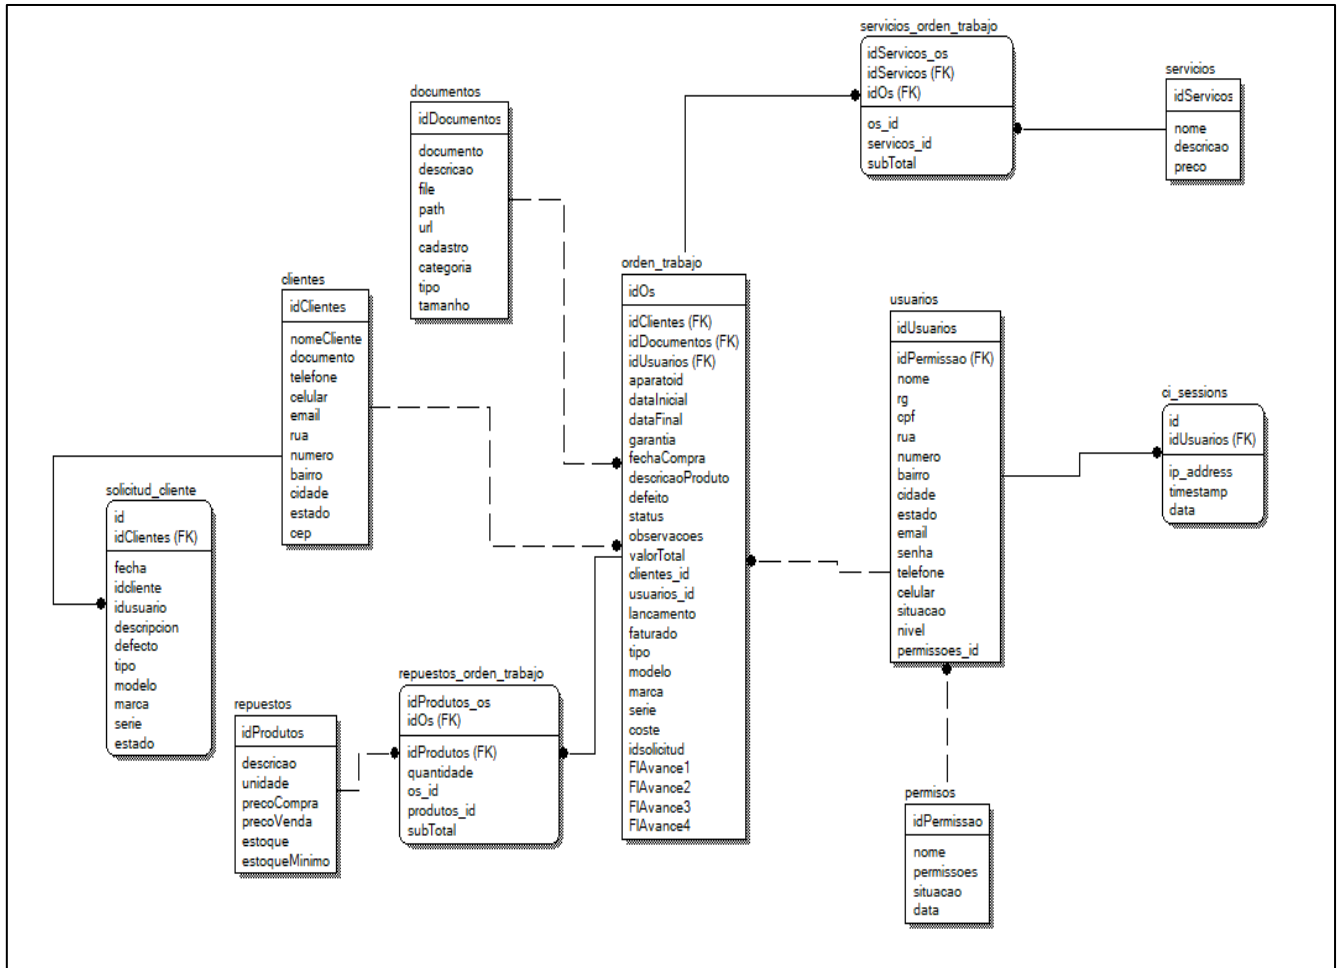 servicios_orden_trabajo
idServicos_os
idServicos (FK)
idOs (FK)
os_id
servicos_id
subTotal
servicios
idServicos
nome
descricao
preco
documentos
idDocumentos
documento
descricao
file
path
url
cadastro
categoria
tipo
tamanho
clientes
idClientes
nomeCliente
documento
telefone
celular
email
rua
numero
bairro
cidade
estado
cep
orden_trabajo
idOs
idClientes (FK)
idDocumentos (FK)
idUsuarios (FK)
aparatoid
dataInicial
dataFinal
garantia
fechaCompra
descricaoProduto
defeito
status
observacoes
valorTotal
clientes_id
usuarios_id
lancamento
faturado
tipo
modelo
marca
serie
coste
idsolicitud
FlAvance1
FlAvance2
FlAvance3
FlAvance4
usuarios
idUsuarios
idPermissao (FK)
nome
rg
cpf
rua
numero
bairro
cidade
estado
email
senha
telefone
celular
situacao
nivel
permissoes_id
ci_sessions
id
idUsuarios (FK)
ip_address
timestamp
data
solicitud_cliente
id
idClientes (FK)
fecha
idcliente
idusuario
descripcion
defecto
tipo
modelo
marca
serie
estado
repuestos
idProdutos
descricao
unidade
precoCompra
precoVenda
estoque
estoqueMinimo
repuestos_orden_trabajo
idProdutos_os
idOs (FK)
idProdutos (FK)
quantidade
os_id
produtos_id
subTotal
permisos
idPermissao
nome
permissoes
situacao
data